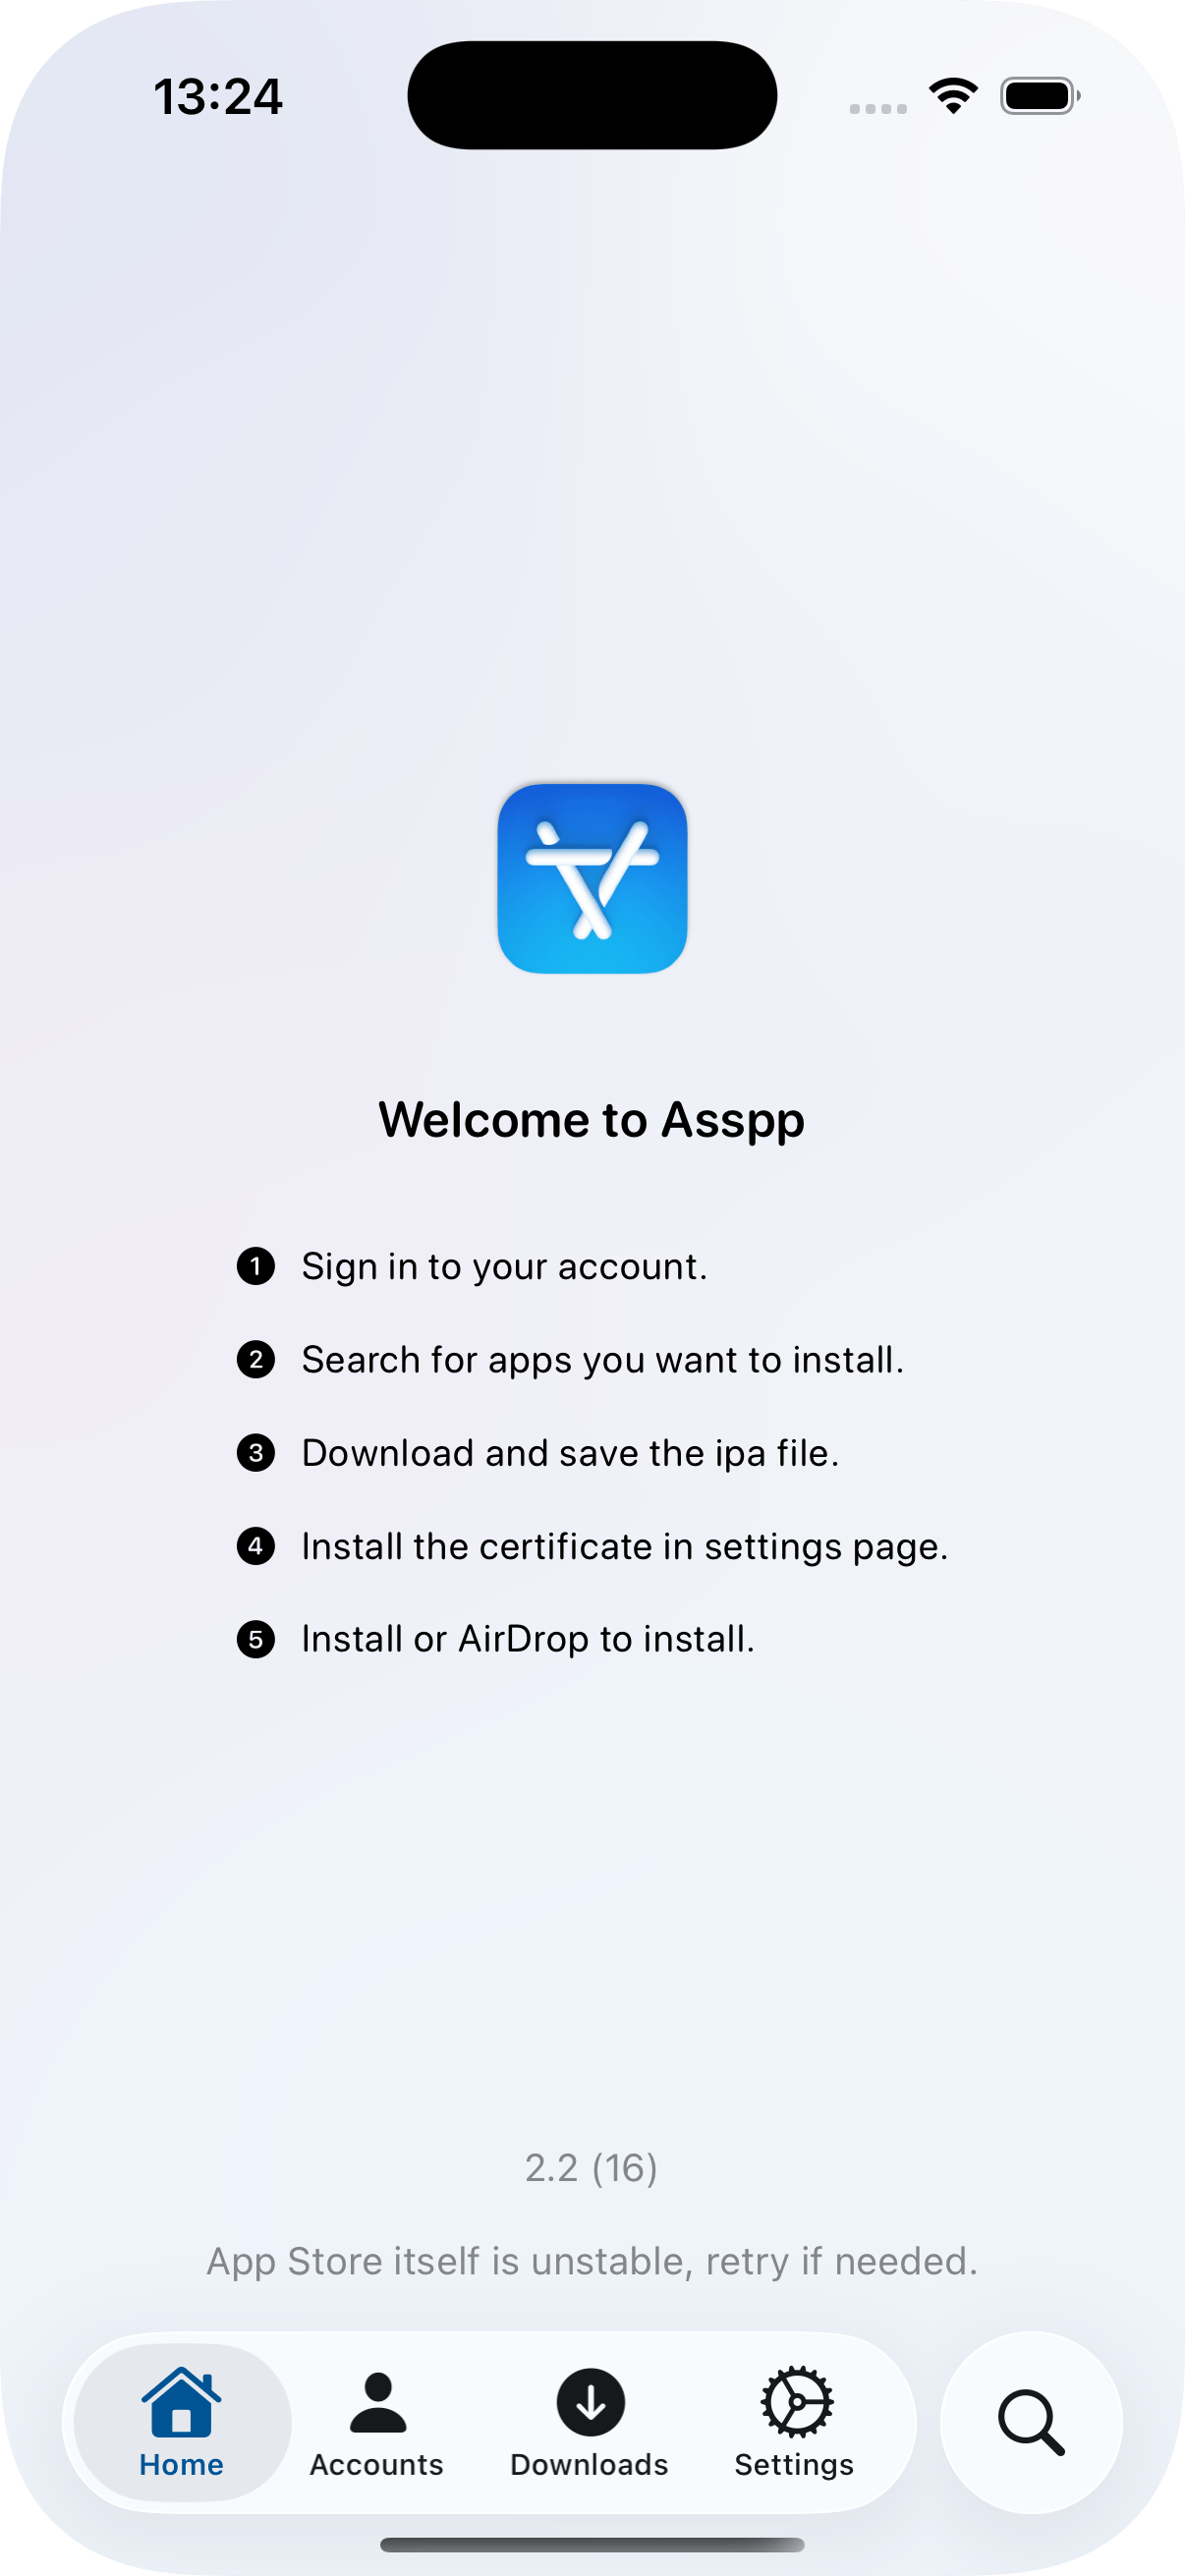 13:24
Welcome to Asspp
1 Sign in to your account.
2 Search for apps you want to install.
3 Download and save the ipa file.
4 Install the certificate in settings page.
5 Install or AirDrop to install.
2.2 (16)
App Store itself is unstable, retry if needed.
Home Accounts Downloads Settings